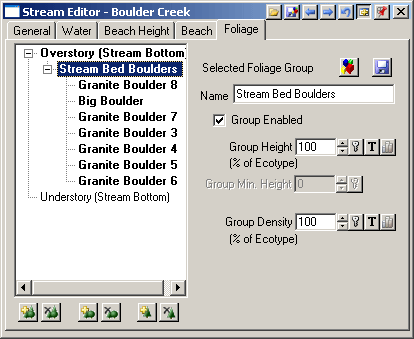 Stream Editor - Boulder Creek
General Water Beach Height Beach Foliage
Overstory (Stream Bottom
Stream Bed Boulders
Granite Boulder 8
Big Boulder
Granite Boulder 7
Granite Boulder 3
Granite Boulder 4
Granite Boulder 5
Granite Boulder 6
Understory (Stream Bottom)
Selected Foliage Group
Name Stream Bed Boulders
Group Enabled
Group Height 100 T
(% of Ecotype)
Group Min. Height 0
Group Density 100 T
(% of Ecotype)